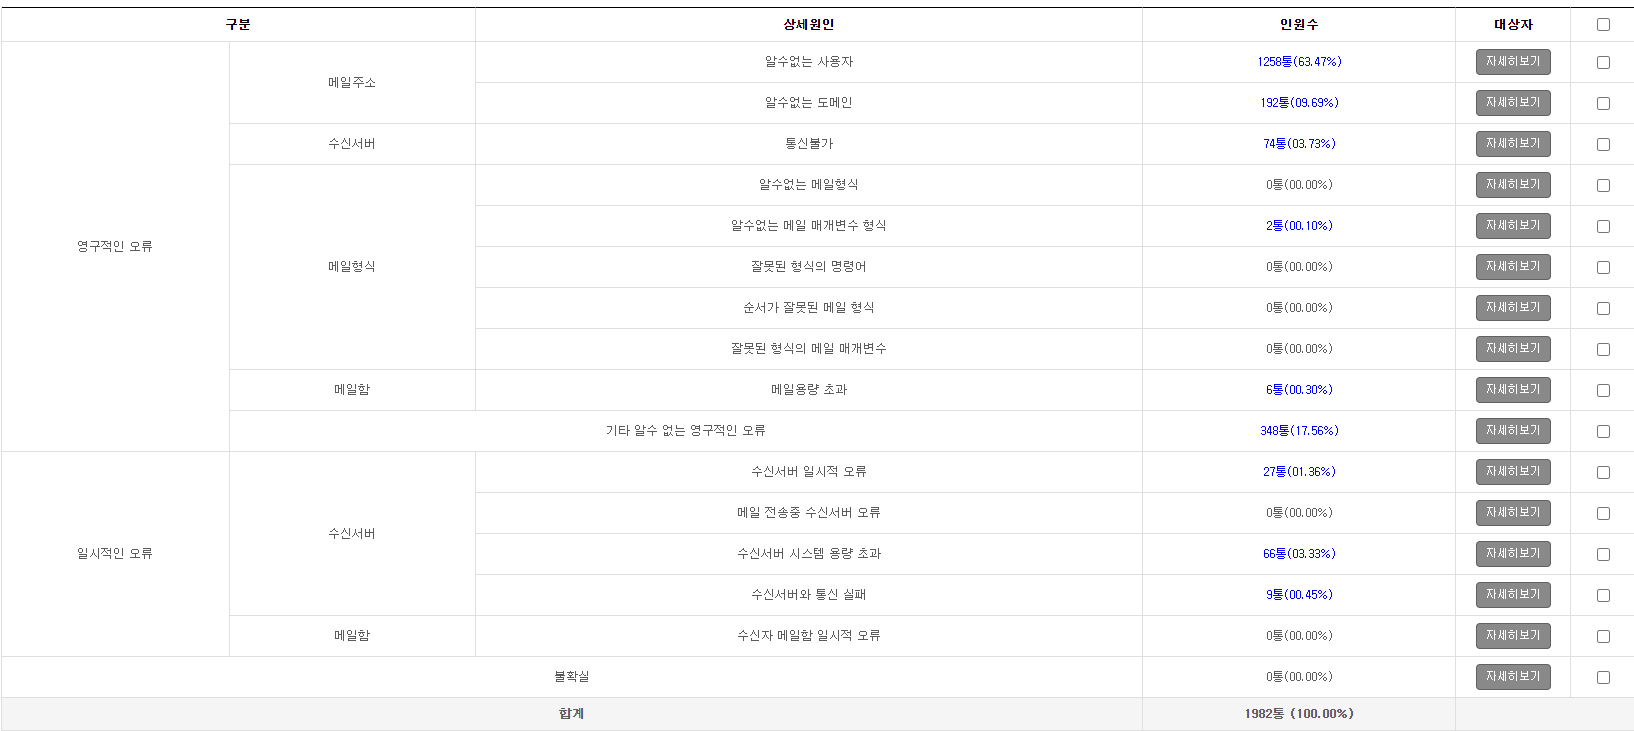 구분 상세원인 인원수 대상자
영구적인 오류 메일주소 알수없는 사용자 1258통(63.47%) 자세히보기
알수없는 도메인 192통(09.69%) 자세히보기
수신서버 통신불가 74통(03.73%) 자세히보기
메일형식 알수없는 메일형식 0통(00.00%) 자세히보기
알수없는 메일 매개변수 형식 2통(00.10%) 자세히보기
잘못된 형식의 명령어 0통(00.00%) 자세히보기
순서가 잘못된 메일 형식 0통(00.00%) 자세히보기
잘못된 형식의 메일 매개변수 0통(00.00%) 자세히보기
메일함 메일용량 초과 6통(00.30%) 자세히보기
기타 알수 없는 영구적인 오류 348통(17.56%) 자세히보기
일시적인 오류 수신서버 수신서버 일시적 오류 27통(01.36%) 자세히보기
메일 전송중 수신서버 오류 0통(00.00%) 자세히보기
수신서버 시스템 용량 초과 66통(03.33%) 자세히보기
수신서버와 통신 실패 9통(00.45%) 자세히보기
메일함 수신자 메일함 일시적 오류 0통(00.00%) 자세히보기
불확실 0통(00.00%) 자세히보기
합계 1982통 (100.00%)